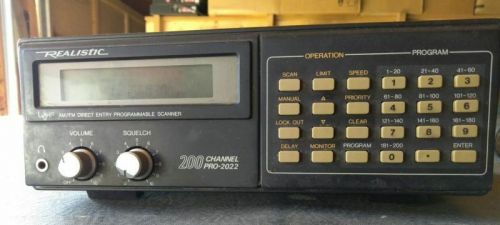 REALISTIC
AM/FM DIRECT ENTRY PROGRAMMABLE SCANNER
VOLUME
SQUELCH
OFF
200 CHANNEL
PRO-2022
OPERATION
PROGRAM
SCAN LIMIT SPEED 1-20 21-40 41-60
1 2 3
MANUAL ▲ PRIORITY 61-80 81-100 101-120
4 5 6
LOCK OUT ▼ CLEAR 121-140 141-160 161-180
7 8 9
DELAY MONITOR PROGRAM 181-200 ENTER
0 •